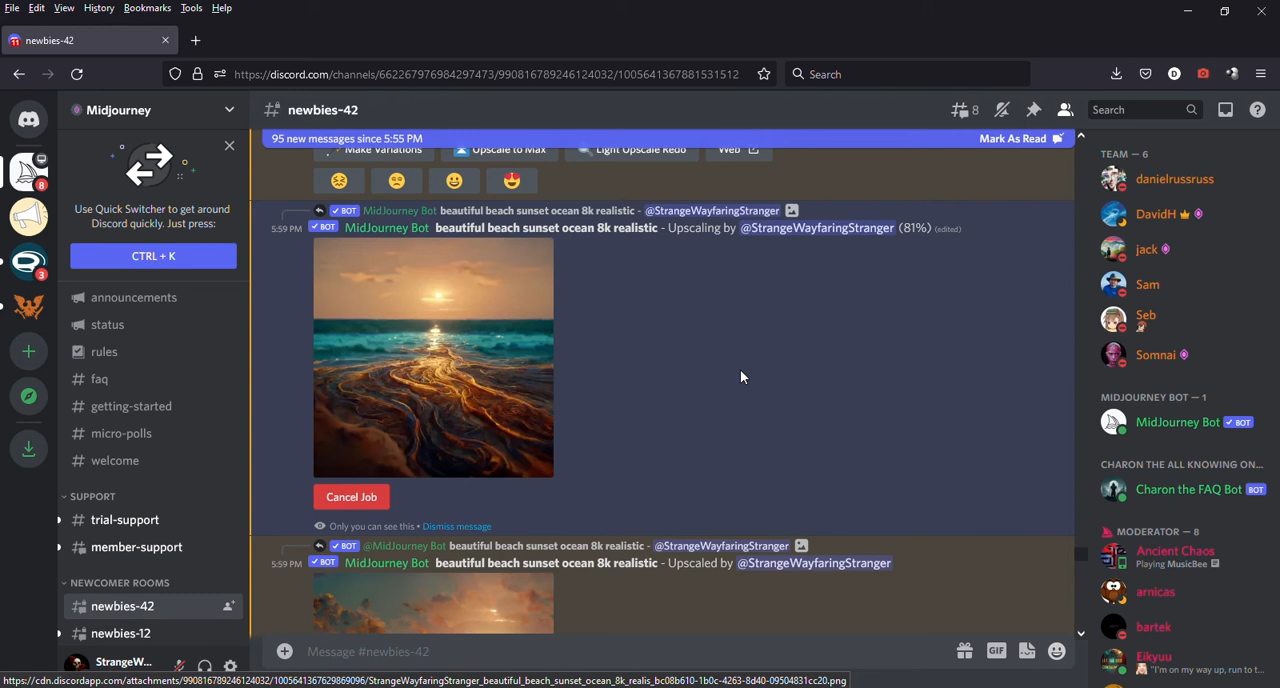 File Edit View History Bookmarks Tools Help
newbies-42
https://discord.com/channels/662267976984297473/990816789246124032/1005641367881531512
Search
Midjourney
newbies-42
8
Search
95 new messages since 5:55 PM
Mark As Read
Make Variations
Upscale to Max
Light Upscale Redo
Web
Use Quick Switcher to get around
Discord quickly. Just press:
CTRL + K
announcements
status
rules
faq
getting-started
micro-polls
welcome
SUPPORT
trial-support
member-support
NEWCOMER ROOMS
newbies-42
newbies-12
StrangeW...
8
3
BOT MidJourney Bot beautiful beach sunset ocean 8k realistic - @StrangeWayfaringStranger
5:59 PM BOT MidJourney Bot beautiful beach sunset ocean 8k realistic - Upscaling by @StrangeWayfaringStranger (81%) (edited)
Cancel Job
Only you can see this • Dismiss message
BOT @MidJourney Bot beautiful beach sunset ocean 8k realistic - @StrangeWayfaringStranger
5:59 PM BOT MidJourney Bot beautiful beach sunset ocean 8k realistic - Upscaled by @StrangeWayfaringStranger
Message #newbies-42
GIF
TEAM — 6
danielrussruss
DavidH
jack
Sam
Seb
Somnai
MIDJOURNEY BOT — 1
MidJourney Bot BOT
CHARON THE ALL KNOWING ON...
Charon the FAQ Bot BOT
MODERATOR — 8
Ancient Chaos
Playing MusicBee
arnicas
bartek
Eikyuu
"I'm on my way up, run to t...
https://cdn.discordapp.com/attachments/990816789246124032/1005641367629869096/StrangeWayfaringStranger_beautiful_beach_sunset_ocean_8k_realis_bc08b610-1b0c-4263-8d40-09504831cc20.png